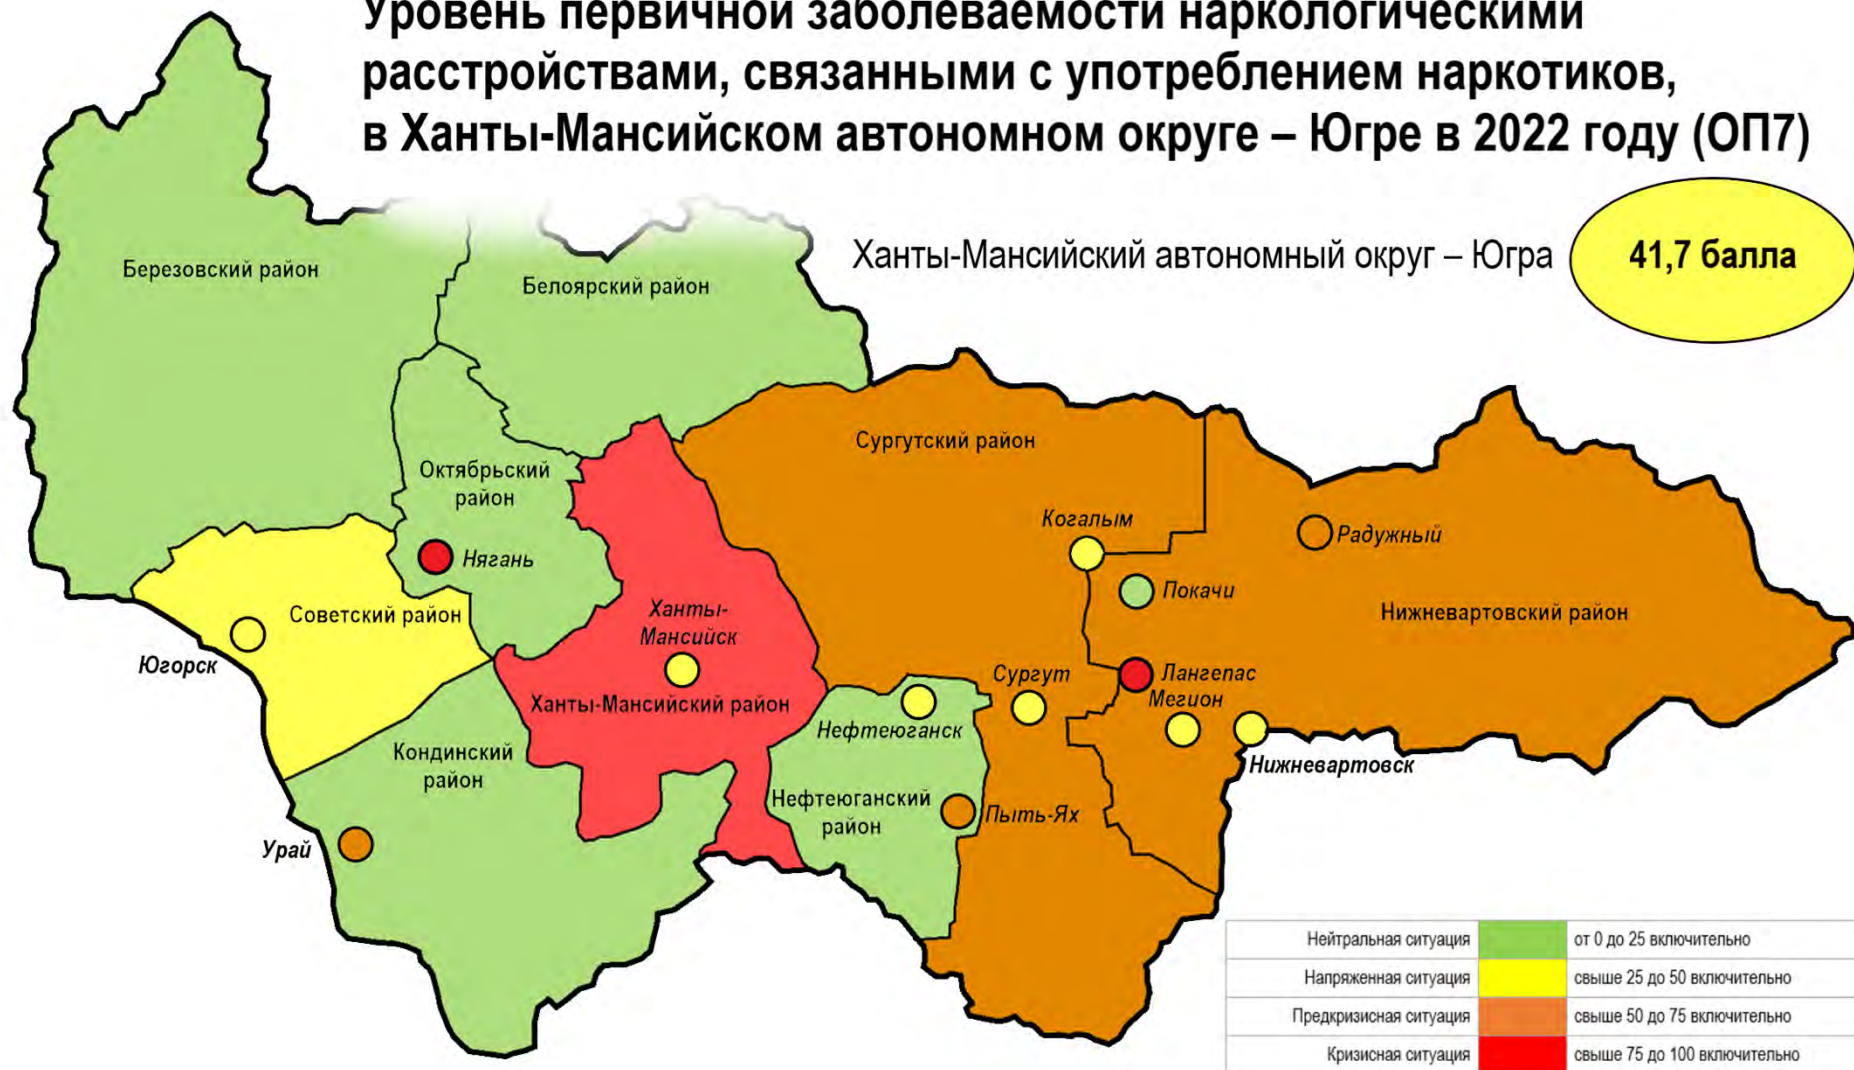 Уровень первичной заболеваемости наркологическими
расстройствами, связанными с употреблением наркотиков,
в Ханты-Мансийском автономном округе – Югре в 2022 году (ОП7)
Ханты-Мансийский автономный округ – Югра
41,7 балла
Березовский район
Белоярский район
Сургутский район
Октябрьский
район
Когалым
Радужный
Нягань
Покачи
Советский район
Ханты-
Мансийск
Нижневартовский район
Югорск
Сургут
Лангепас
Мегион
Ханты-Мансийский район
Нефтеюганск
Кондинский
район
Нижневартовск
Нефтеюганский
район
Пыть-Ях
Урай
Нейтральная ситуация от 0 до 25 включительно
Напряженная ситуация свыше 25 до 50 включительно
Предкризисная ситуация свыше 50 до 75 включительно
Кризисная ситуация свыше 75 до 100 включительно